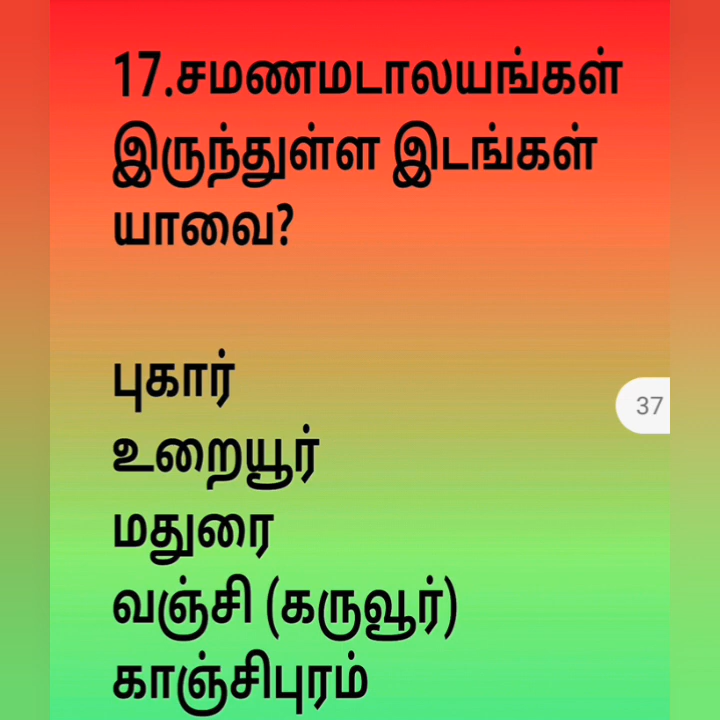 17.சமணமடாலயங்கள்
இருந்துள்ள இடங்கள்
யாவை?
புகார்
உறையூர்
37
மதுரை
வஞ்சி (கருவூர்)
காஞ்சிபுரம்